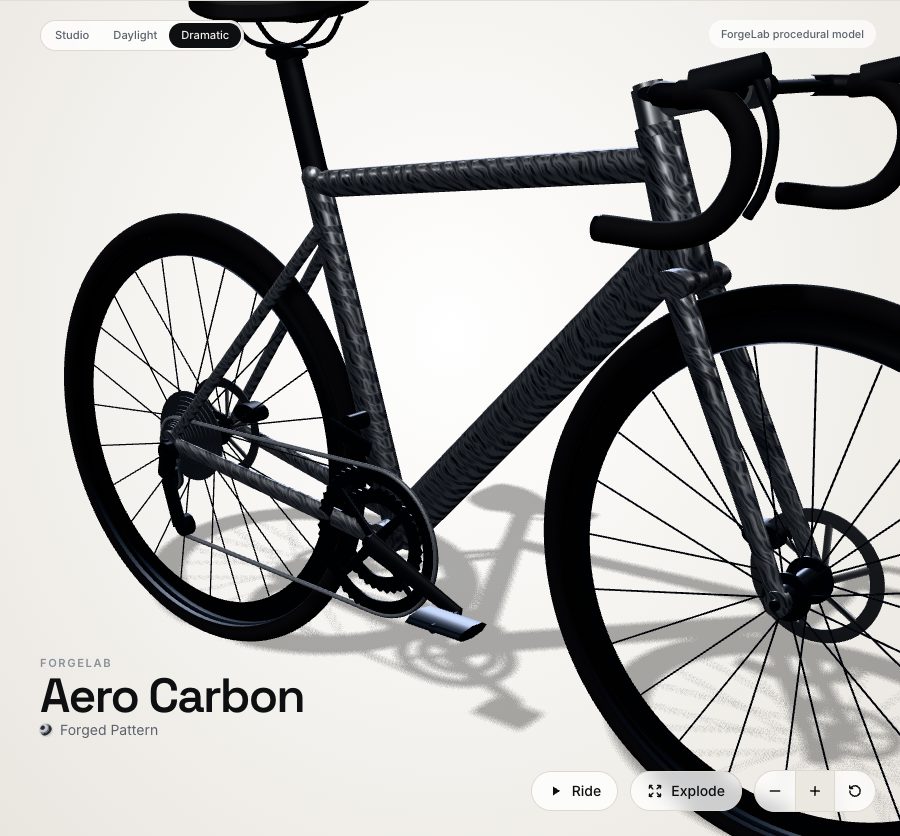 Studio Daylight Dramatic
ForgeLab procedural model
FORGELAB
Aero Carbon
Forged Pattern
Ride
Explode